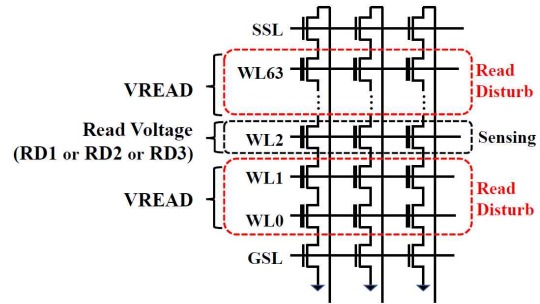 SSL
WL63
VREAD
Read
Disturb
Read Voltage
(RD1 or RD2 or RD3)
WL2
Sensing
WL1
VREAD
Read
Disturb
WL0
GSL